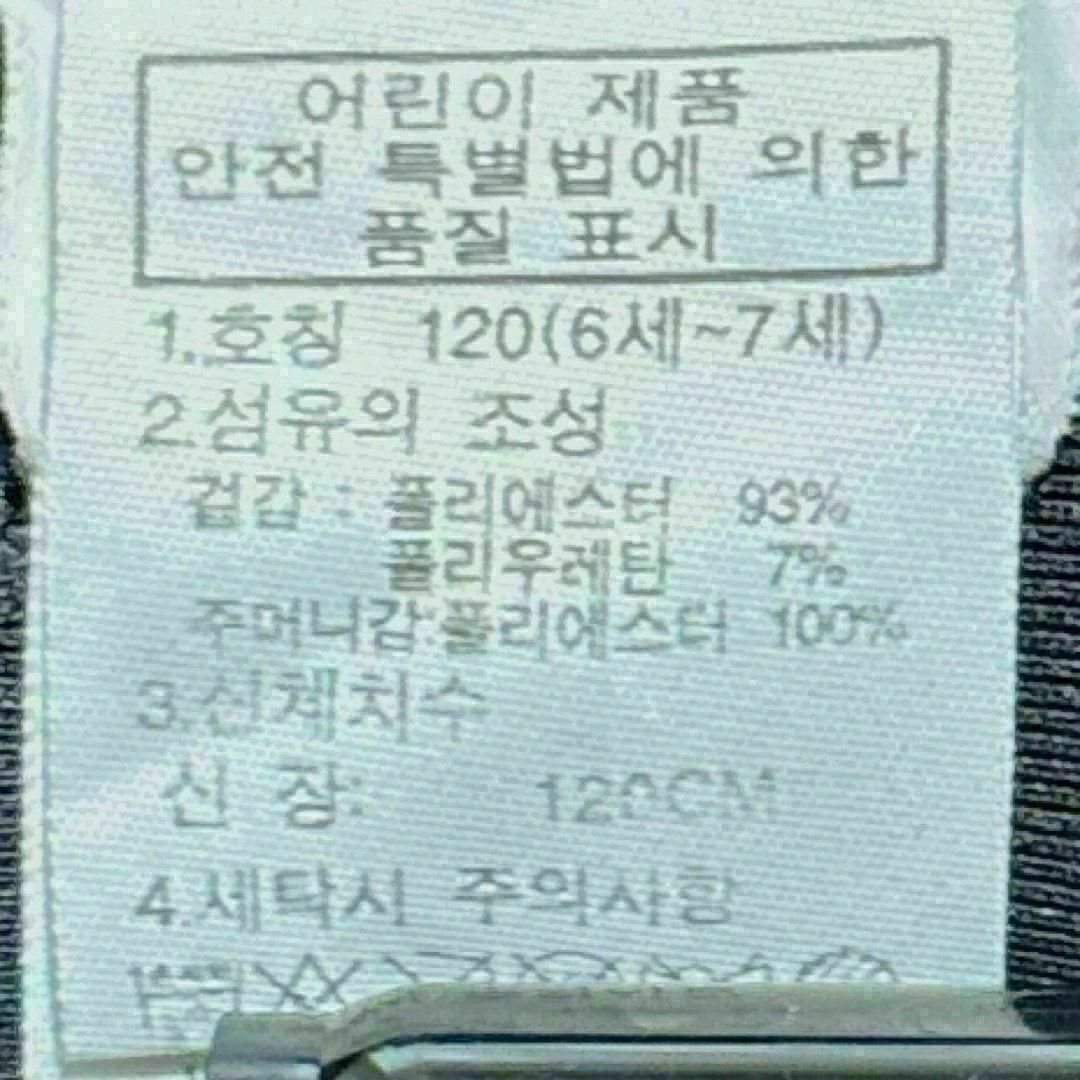 어린이 제품
안전 특별법에 의한
품질 표시
1.호칭 120(6세~7세)
2.섬유의 조성
겉감 : 폴리에스터 93%
폴리우레탄 7%
주머니감:폴리에스터 100%
3.신체치수
신 장: 120CM
4.세탁시 주의사항